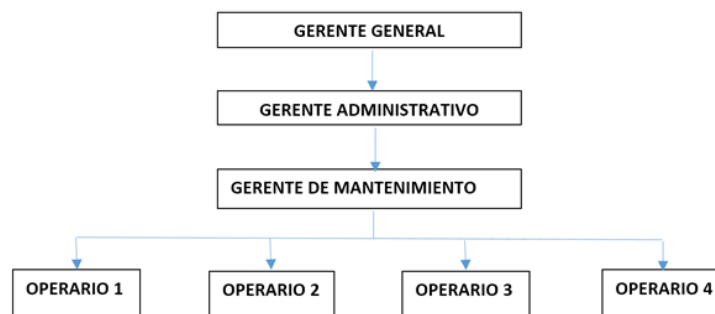 GERENTE GENERAL
GERENTE ADMINISTRATIVO
GERENTE DE MANTENIMIENTO
OPERARIO 1
OPERARIO 2
OPERARIO 3
OPERARIO 4